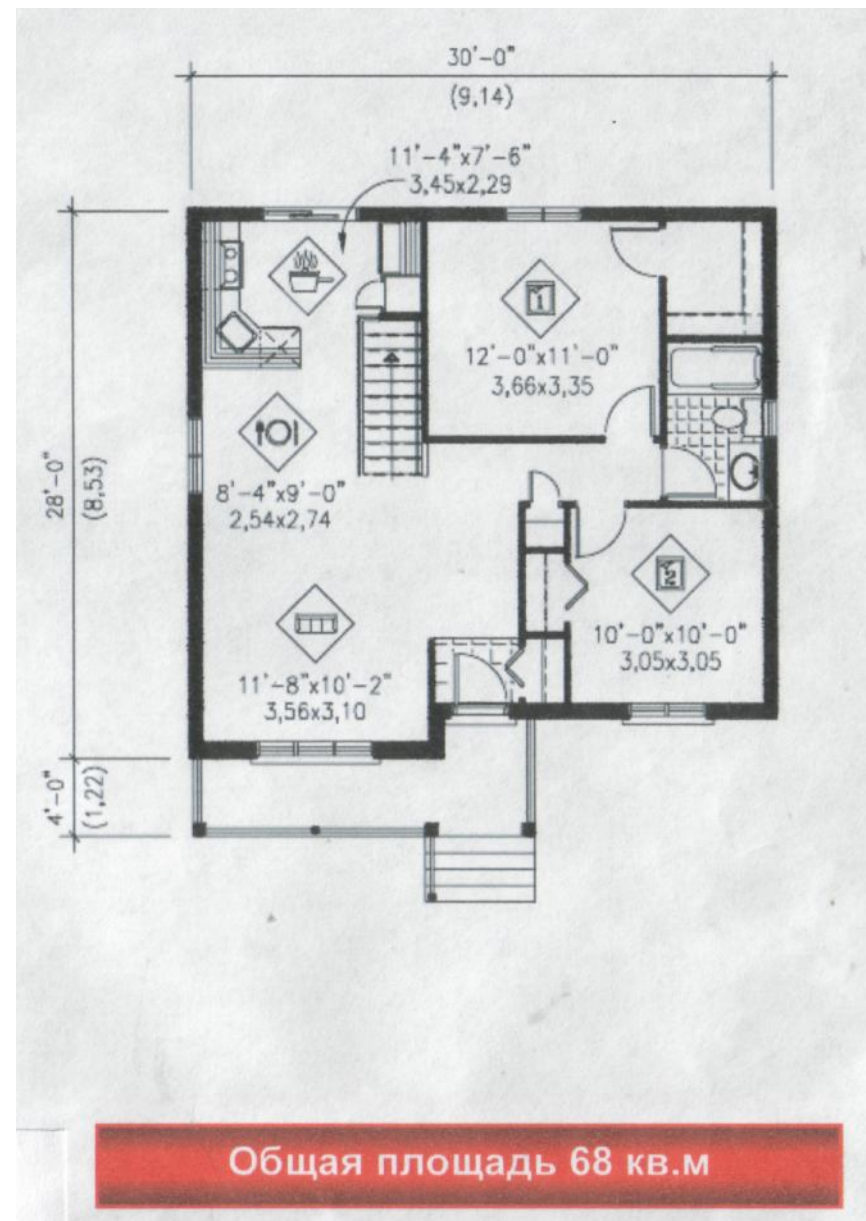 30'-0"
(9,14)
11'-4"x7'-6"
3,45x2,29
1
12'-0"x11'-0"
3,66x3,35
28'-0"
(8,53)
8'-4"x9'-0"
2,54x2,74
2
10'-0"x10'-0"
3,05x3,05
11'-8"x10'-2"
3,56x3,10
4'-0"
(1,22)
Общая площадь 68 кв.м